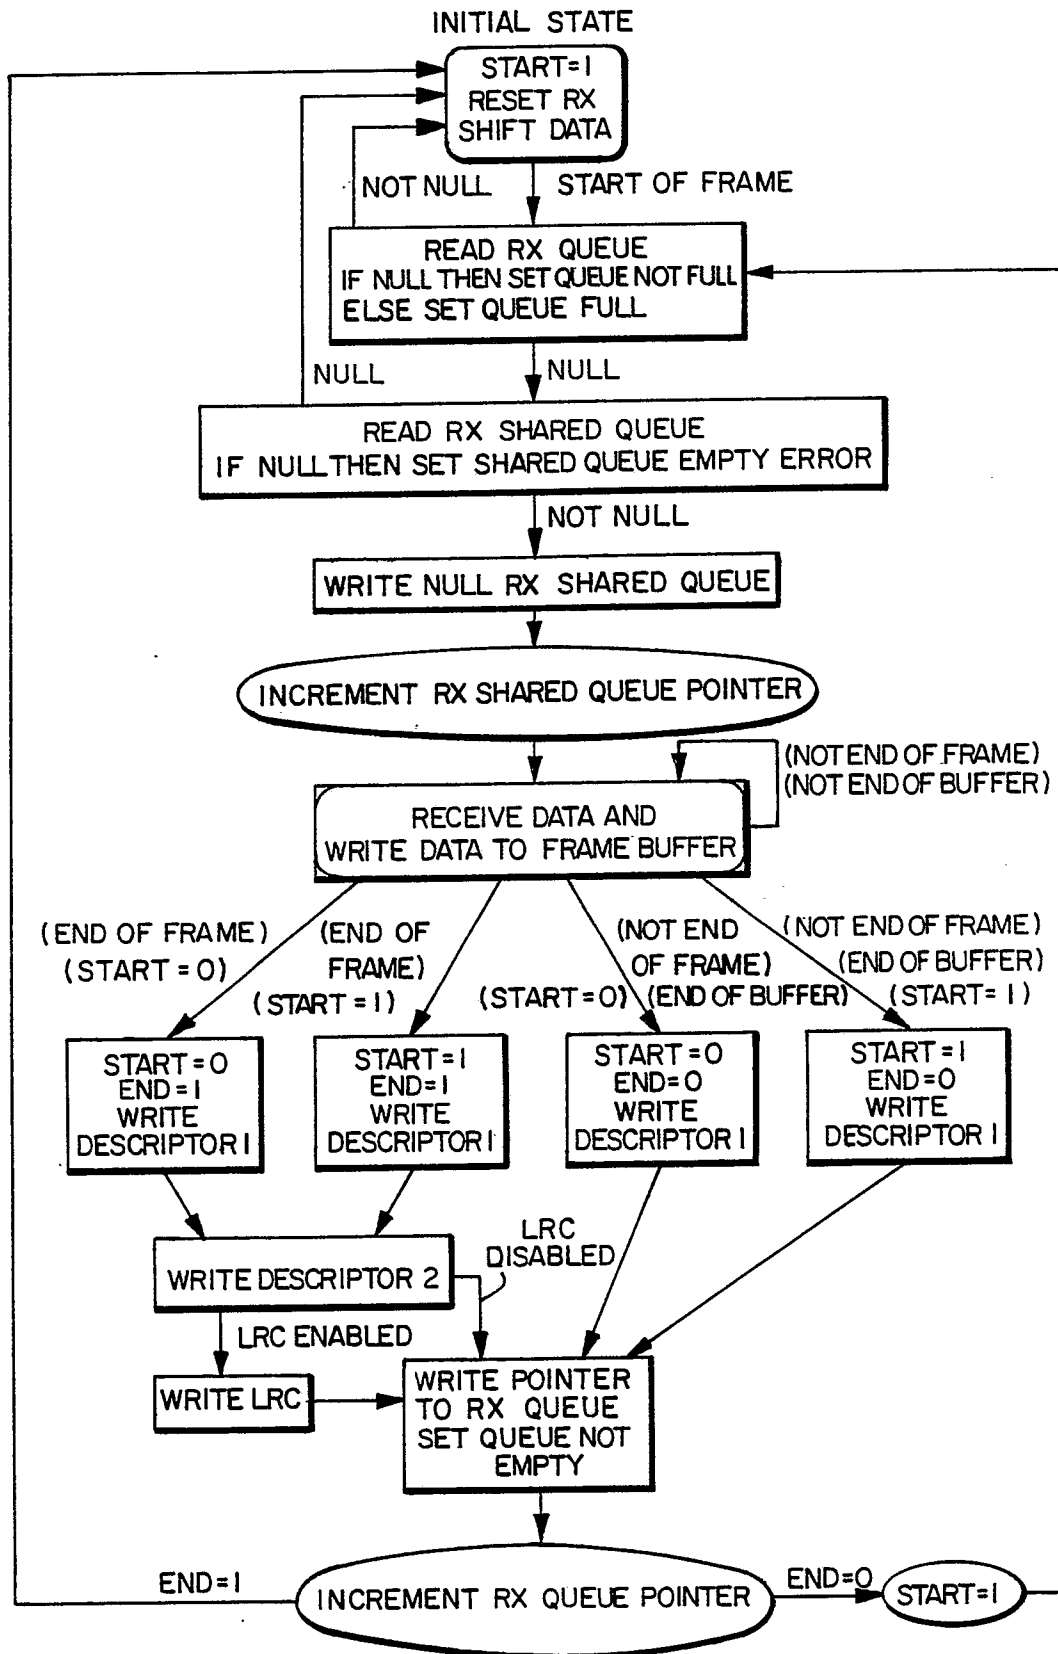 INITIAL STATE
START=1
RESET RX
SHIFT DATA
NOT NULL
START OF FRAME
READ RX QUEUE
IF NULL THEN SET QUEUE NOT FULL
ELSE SET QUEUE FULL
NULL
NULL
READ RX SHARED QUEUE
IF NULL THEN SET SHARED QUEUE EMPTY ERROR
NOT NULL
WRITE NULL RX SHARED QUEUE
INCREMENT RX SHARED QUEUE POINTER
(NOT END OF FRAME)
(NOT END OF BUFFER)
RECEIVE DATA AND
WRITE DATA TO FRAME BUFFER
(END OF FRAME)
(START=0)
(END OF
FRAME)
(START=1)
(NOT END
OF FRAME)
(START=0) (END OF BUFFER)
(NOT END OF FRAME)
(END OF BUFFER)
(START=1)
START=0
END=1
WRITE
DESCRIPTOR 1
START=1
END=1
WRITE
DESCRIPTOR 1
START=0
END=0
WRITE
DESCRIPTOR 1
START=1
END=0
WRITE
DESCRIPTOR 1
LRC
DISABLED
WRITE DESCRIPTOR 2
LRC ENABLED
WRITE LRC
WRITE POINTER
TO RX QUEUE
SET QUEUE NOT
EMPTY
END=1
INCREMENT RX QUEUE POINTER
END=0
START=1